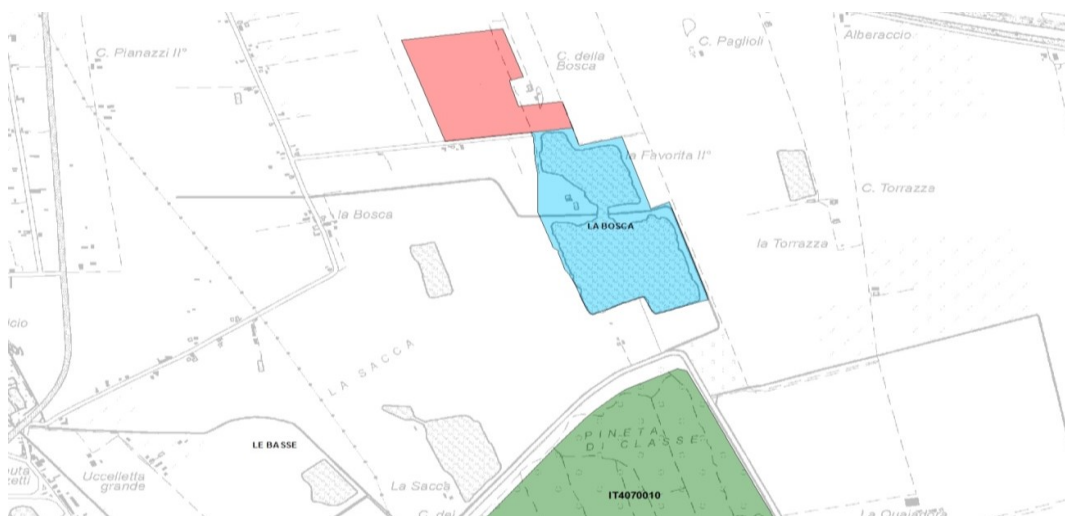 C. Pianazzi II°
C. della
Bosca
C. Paglioli
Alberaccio
la Favorita II°
la Bosca
LA BOSCA
C. Torrazza
la Torrazza
LA SACCA
LE BASSE
Uccelletta
grande
La Sacca
PINETA
DI CLASSE
IT4070010